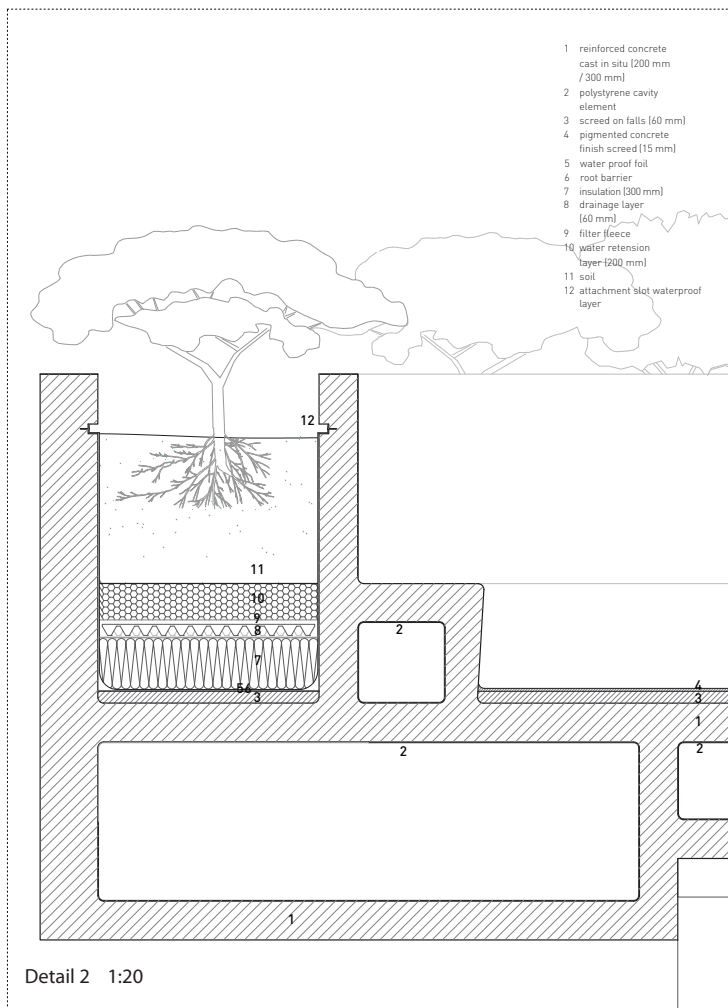 1 reinforced concrete
cast in situ (200 mm
/ 300 mm)
2 polystyrene cavity
element
3 screed on falls (60 mm)
4 pigmented concrete
finish screed (15 mm)
5 water proof foil
6 root barrier
7 insulation (300 mm)
8 drainage layer
(60 mm)
9 filter fleece
10 water retension
layer (200 mm)
11 soil
12 attachment slot waterproof
layer
12
11
10
9
8
7
56
3
2
4
3
1
2
2
1
Detail 2 1:20